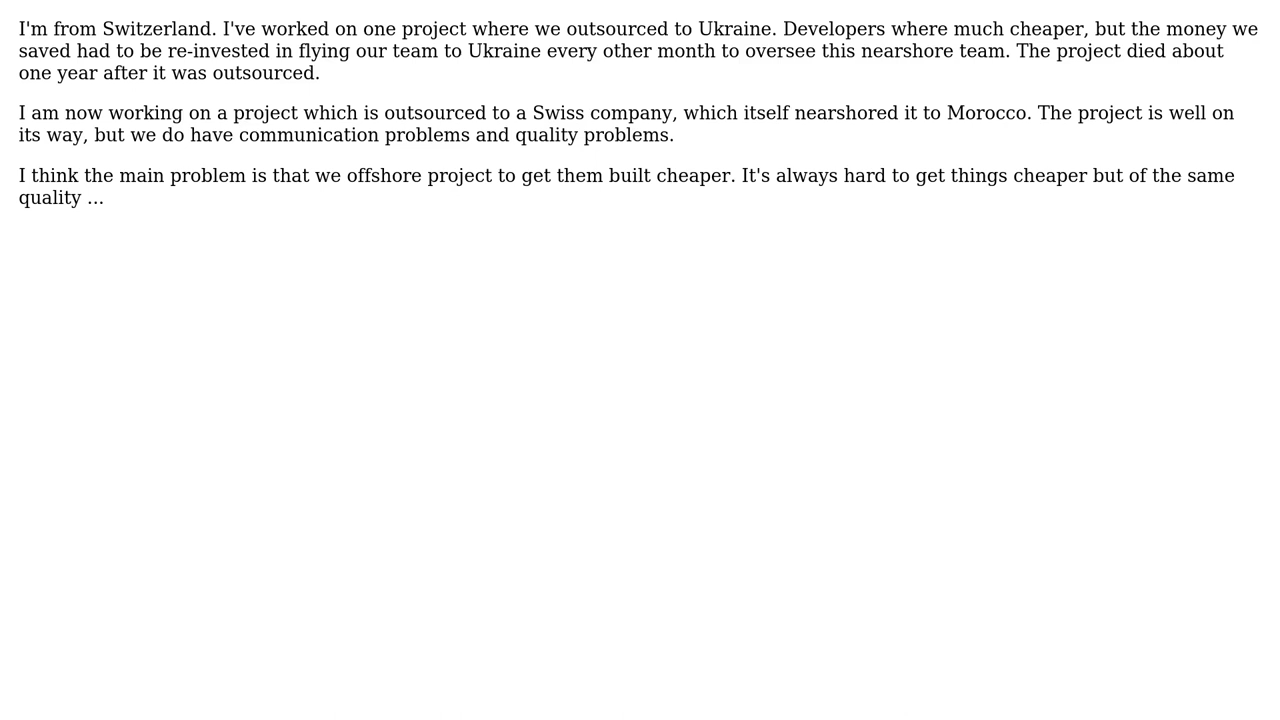 I'm from Switzerland. I've worked on one project where we outsourced to Ukraine. Developers where much cheaper, but the money we
saved had to be re-invested in flying our team to Ukraine every other month to oversee this nearshore team. The project died about
one year after it was outsourced.
I am now working on a project which is outsourced to a Swiss company, which itself nearshored it to Morocco. The project is well on
its way, but we do have communication problems and quality problems.
I think the main problem is that we offshore project to get them built cheaper. It's always hard to get things cheaper but of the same
quality ...